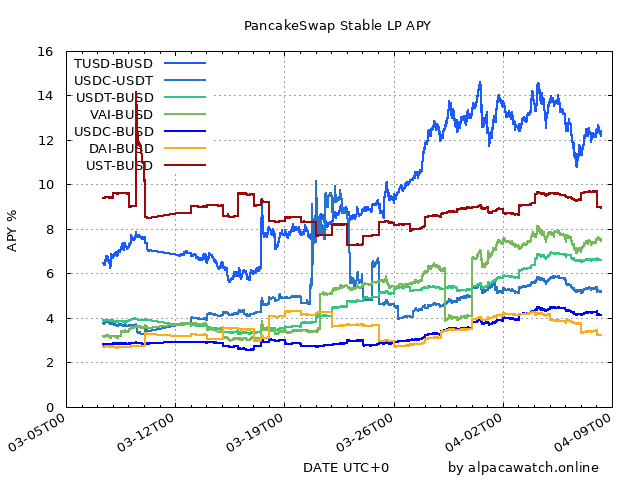 PancakeSwap Stable LP APY
16
14
12
10
8
6
4
2
0
APY %
TUSD-BUSD
USDC-USDT
USDT-BUSD
VAI-BUSD
USDC-BUSD
DAI-BUSD
UST-BUSD
03-05T00
03-12T00
03-19T00
03-26T00
04-02T00
04-09T00
DATE UTC+0
by alpacawatch.online